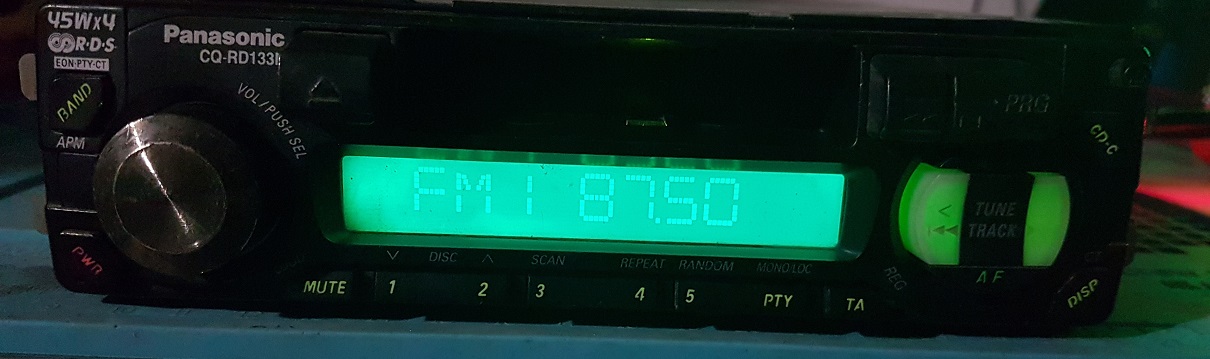 45Wx4
R·D·S
EON·PTY·CT
Panasonic
CQ-RD133
BAND
APM
VOL/PUSH SEL
PWR
PRG
CD·C
FM1 87.50
<
TUNE
TRACK
REG
AF
DISP
∨ DISC ∧ SCAN REPEAT RANDOM MONO/LOC
MUTE 1 2 3 4 5 PTY TA